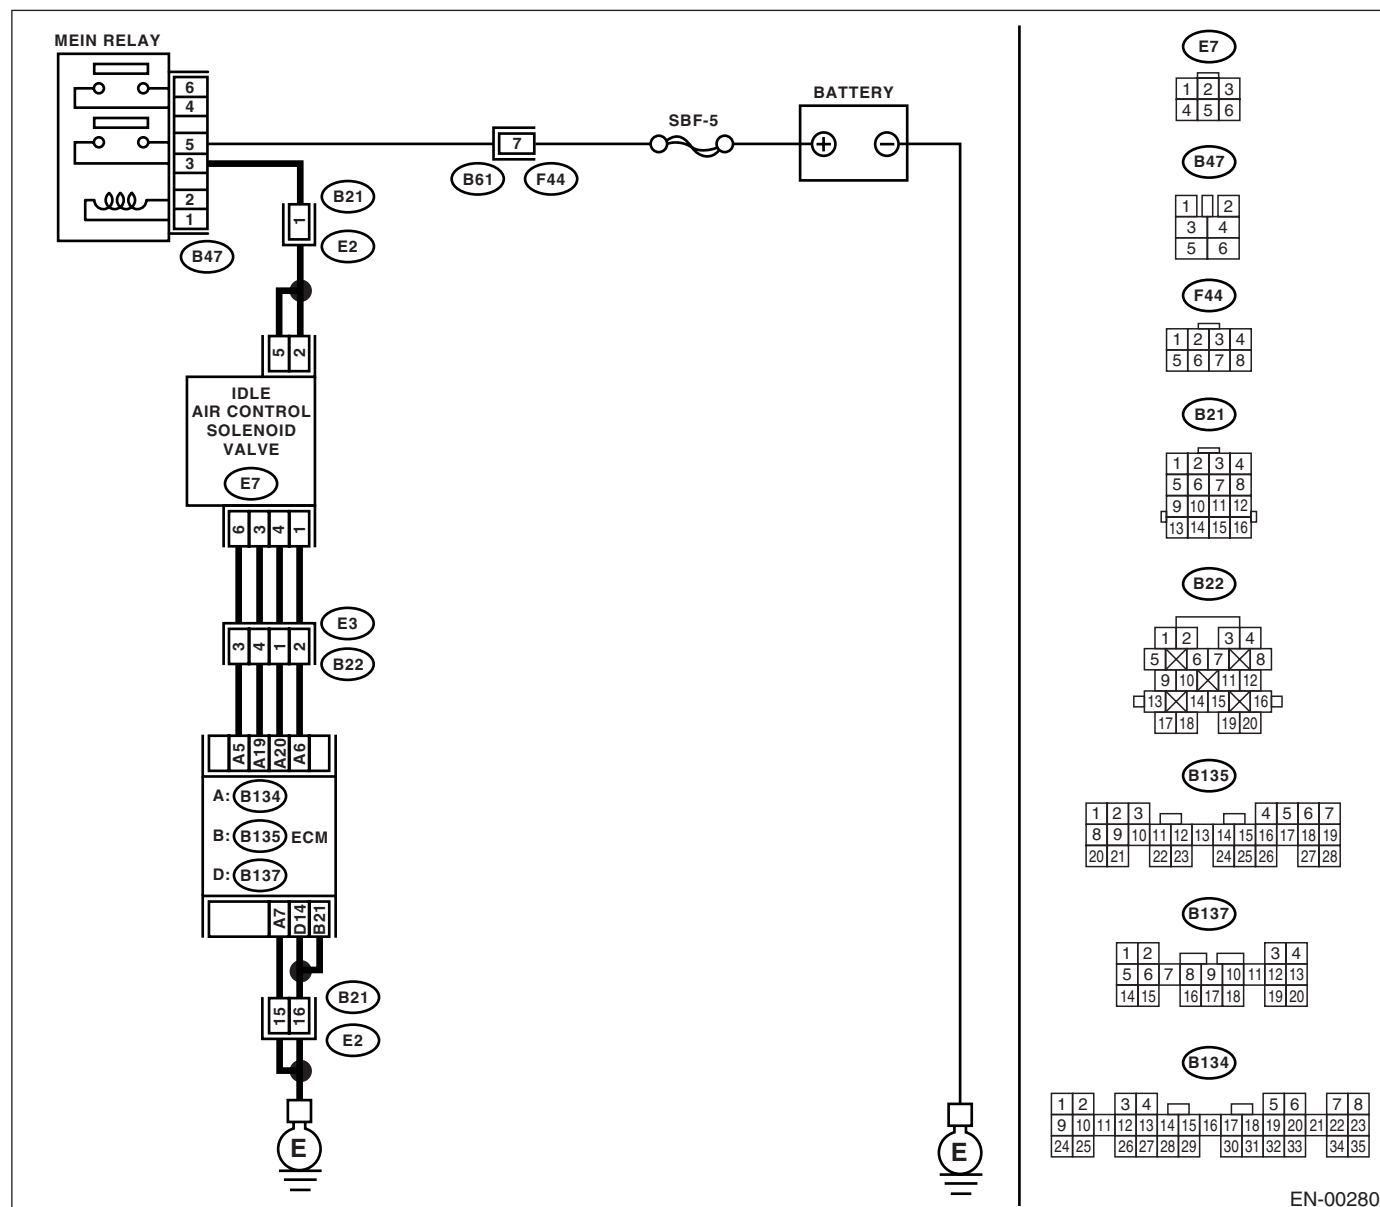 MEIN RELAY
6
4
5
3
2
1
B47
7
B61 F44
SBF-5
BATTERY
+ −
B21
1
E2
5 2
IDLE
AIR CONTROL
SOLENOID
VALVE
E7
6 3 4 1
E3
3 4 1 2
B22
A5 A19 A20 A6
A: B134
B: B135 ECM
D: B137
A7 D14 B21
B21
15 16
E2
E
E
E7
1 2 3
4 5 6
B47
1 2
3 4
5 6
F44
1 2 3 4
5 6 7 8
B21
1 2 3 4
5 6 7 8
9 10 11 12
13 14 15 16
B22
1 2 3 4
5 6 7 8
9 10 11 12
13 14 15 16
17 18 19 20
B135
1 2 3 4 5 6 7
8 9 10 11 12 13 14 15 16 17 18 19
20 21 22 23 24 25 26 27 28
B137
1 2 3 4
5 6 7 8 9 10 11 12 13
14 15 16 17 18 19 20
B134
1 2 3 4 5 6 7 8
9 10 11 12 13 14 15 16 17 18 19 20 21 22 23
24 25 26 27 28 29 30 31 32 33 34 35
EN-00280